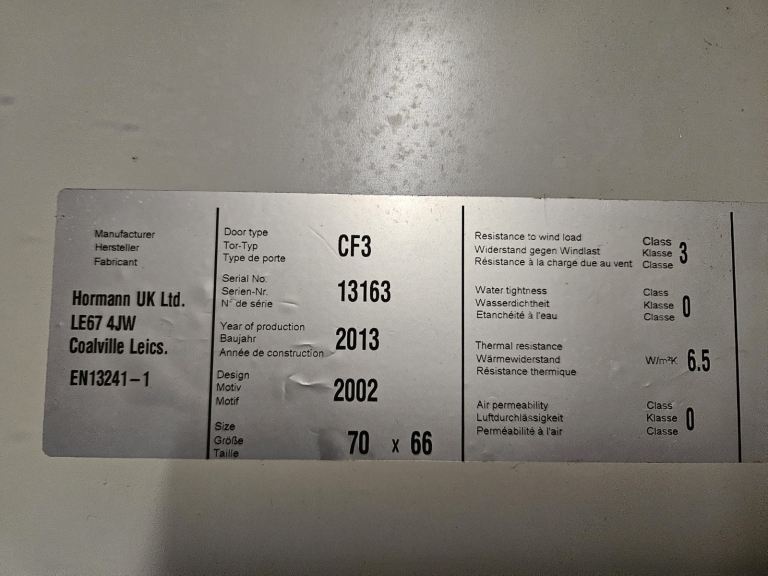 Manufacturer
Hersteller
Fabricant
Hormann UK Ltd.
LE67 4JW
Coalville Leics.
EN13241-1
Door type
Tor-Typ
Type de porte
CF3
Serial No.
Serien-Nr.
N° de série
13163
Year of production
Baujahr
Année de construction
2013
Design
Motiv
Motif
2002
Size
Größe
Taille
70 x 66
Resistance to wind load
Widerstand gegen Windlast
Résistance à la charge due au vent
Class
Klasse
Classe
3
Water tightness
Wasserdichtheit
Etanchéité à l'eau
Class
Klasse
Classe
0
Thermal resistance
Wärmewiderstand
Résistance thermique
W/m²K 6.5
Air permeability
Luftdurchlässigkeit
Perméabilité à l'air
Class
Klasse
Classe
0